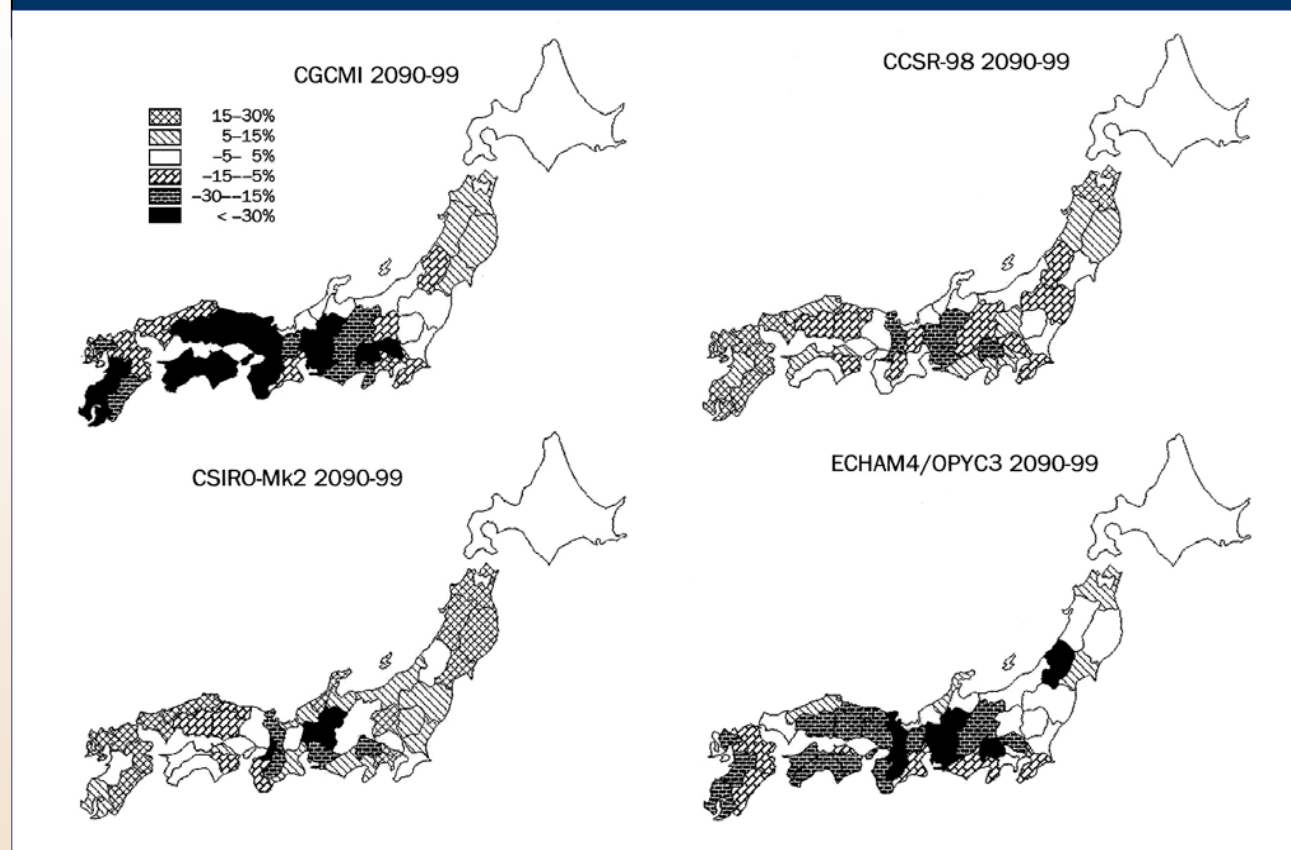 CGCMI 2090-99
15–30%
5–15%
–5– 5%
–15––5%
–30––15%
< –30%
CCSR-98 2090-99
CSIRO-Mk2 2090-99
ECHAM4/OPYC3 2090-99